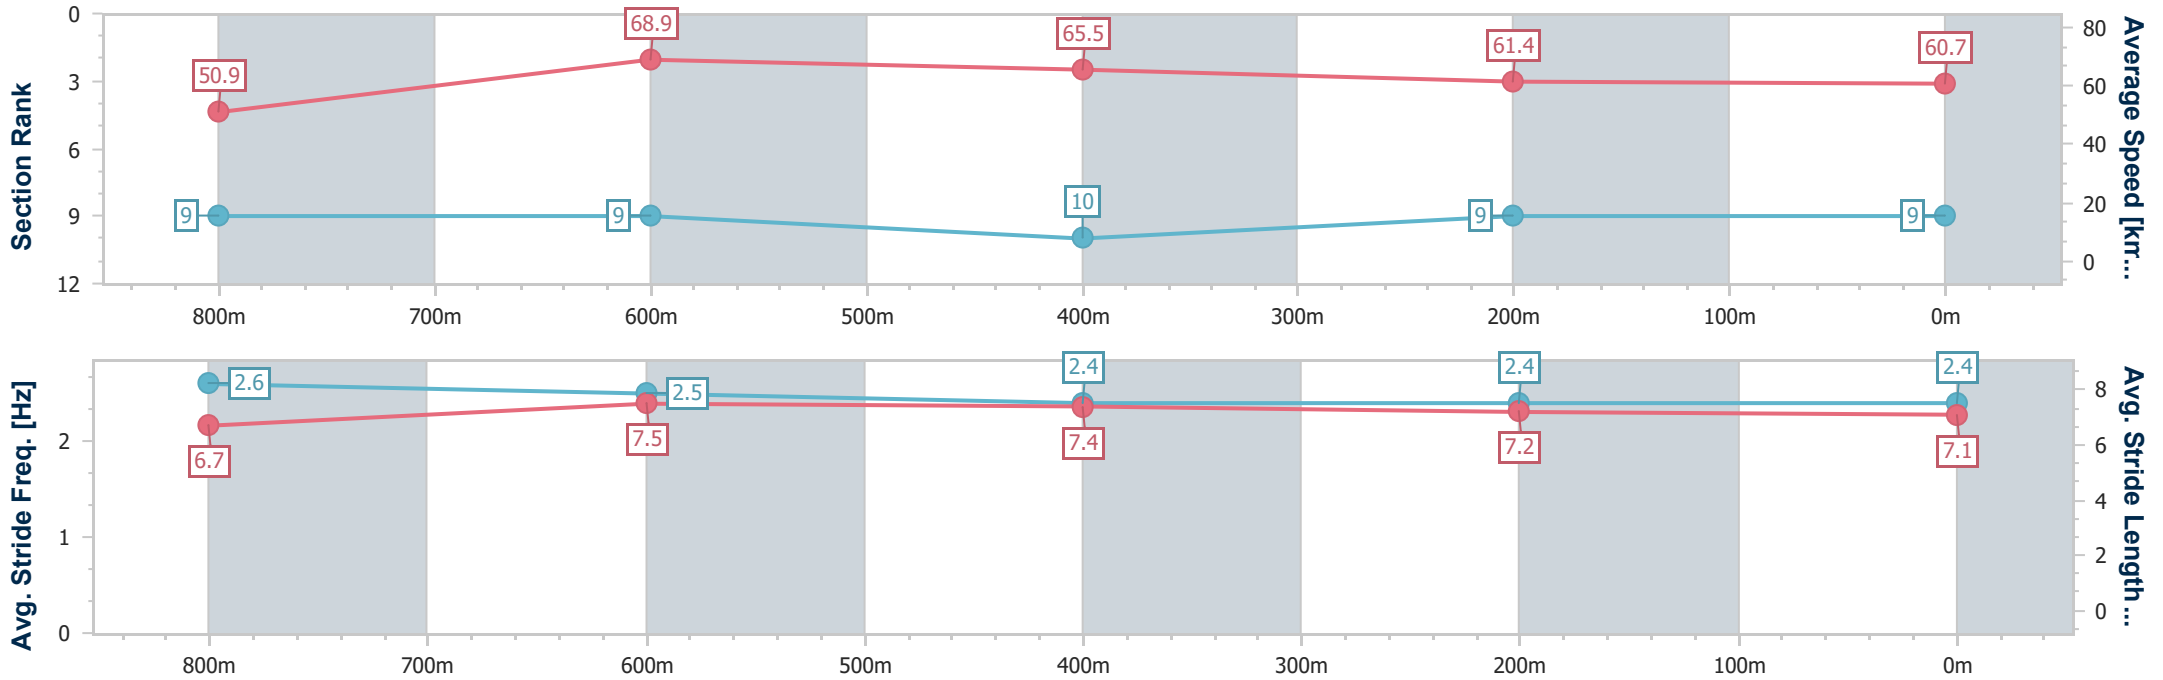 Section Rank
0
3
6
9
12
50.9
68.9
65.5
61.4
60.7
9
9
10
9
9
80
60
40
20
0
Average Speed [km...
800m
700m
600m
500m
400m
300m
200m
100m
0m
Avg. Stride Freq. [Hz]
2
1
0
2.6
2.5
2.4
2.4
2.4
6.7
7.5
7.4
7.2
7.1
8
6
4
2
0
Avg. Stride Length ...
800m
700m
600m
500m
400m
300m
200m
100m
0m